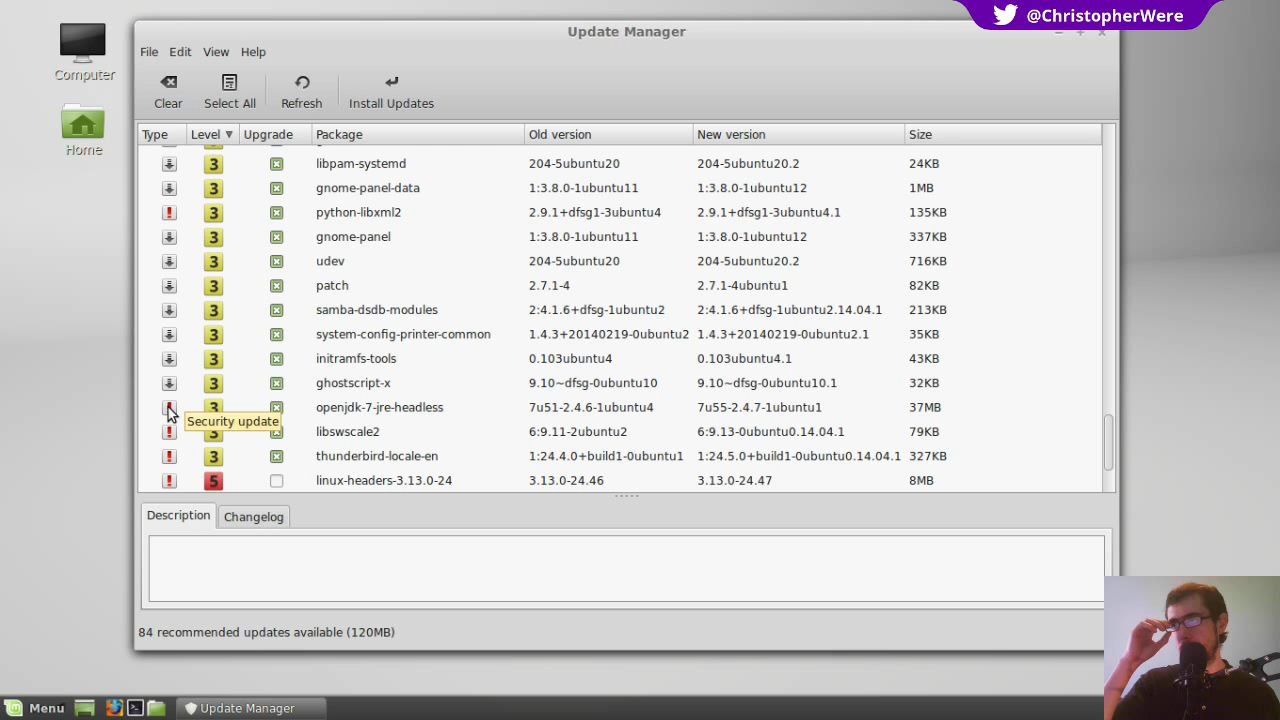 @ChristopherWere
Update Manager
Computer
Home
File Edit View Help
Clear Select All Refresh Install Updates
Type Level Upgrade Package Old version New version Size
3 libpam-systemd 204-5ubuntu20 204-5ubuntu20.2 24KB
3 gnome-panel-data 1:3.8.0-1ubuntu11 1:3.8.0-1ubuntu12 1MB
3 python-libxml2 2.9.1+dfsg1-3ubuntu4 2.9.1+dfsg1-3ubuntu4.1 135KB
3 gnome-panel 1:3.8.0-1ubuntu11 1:3.8.0-1ubuntu12 337KB
3 udev 204-5ubuntu20 204-5ubuntu20.2 716KB
3 patch 2.7.1-4 2.7.1-4ubuntu1 82KB
3 samba-dsdb-modules 2:4.1.6+dfsg-1ubuntu2 2:4.1.6+dfsg-1ubuntu2.14.04.1 213KB
3 system-config-printer-common 1.4.3+20140219-0ubuntu2 1.4.3+20140219-0ubuntu2.1 35KB
3 initramfs-tools 0.103ubuntu4 0.103ubuntu4.1 43KB
3 ghostscript-x 9.10~dfsg-0ubuntu10 9.10~dfsg-0ubuntu10.1 32KB
3 openjdk-7-jre-headless 7u51-2.4.6-1ubuntu4 7u55-2.4.7-1ubuntu1 37MB
Security update
3 libswscale2 6:9.11-2ubuntu2 6:9.13-0ubuntu0.14.04.1 79KB
3 thunderbird-locale-en 1:24.4.0+build1-0ubuntu1 1:24.5.0+build1-0ubuntu0.14.04.1 327KB
5 linux-headers-3.13.0-24 3.13.0-24.46 3.13.0-24.47 8MB
Description Changelog
84 recommended updates available (120MB)
Menu Update Manager